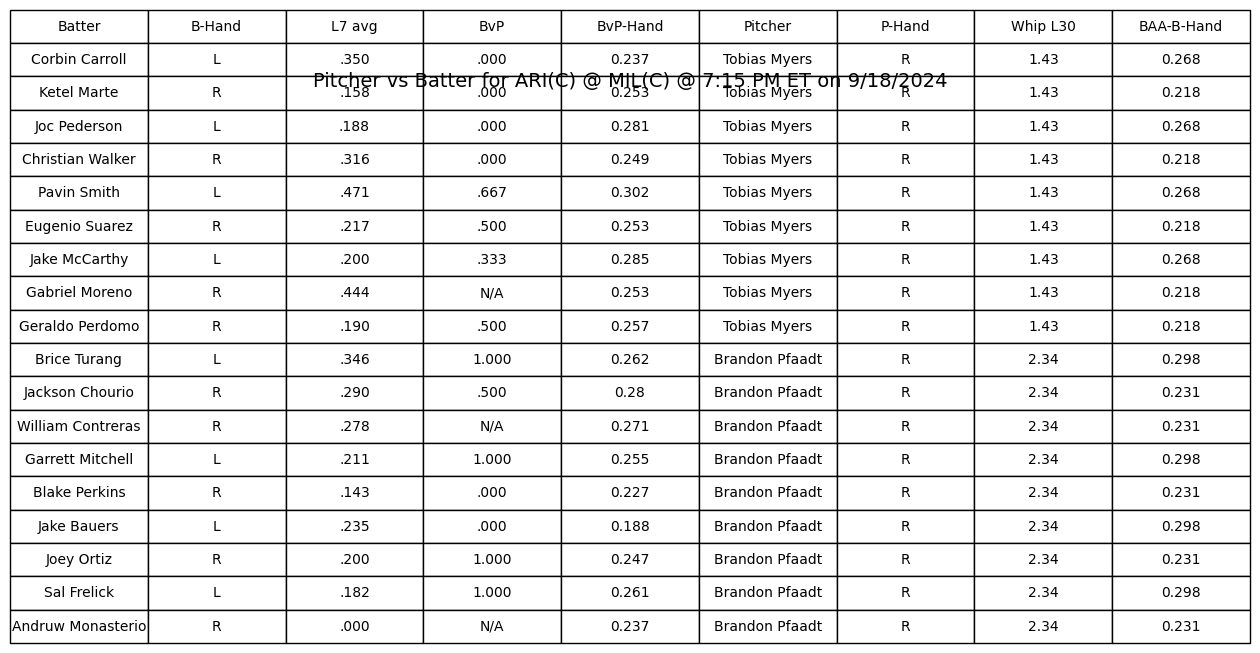 Batter B-Hand L7 avg BvP BvP-Hand Pitcher P-Hand Whip L30 BAA-B-Hand
Corbin Carroll L .350 .000 0.237 Tobias Myers R 1.43 0.268
Pitcher vs Batter for ARI(C) @ MIL(C) @ 7:15 PM ET on 9/18/2024
Ketel Marte R .158 .000 0.253 Tobias Myers R 1.43 0.218
Joc Pederson L .188 .000 0.281 Tobias Myers R 1.43 0.268
Christian Walker R .316 .000 0.249 Tobias Myers R 1.43 0.218
Pavin Smith L .471 .667 0.302 Tobias Myers R 1.43 0.268
Eugenio Suarez R .217 .500 0.253 Tobias Myers R 1.43 0.218
Jake McCarthy L .200 .333 0.285 Tobias Myers R 1.43 0.268
Gabriel Moreno R .444 N/A 0.253 Tobias Myers R 1.43 0.218
Geraldo Perdomo R .190 .500 0.257 Tobias Myers R 1.43 0.218
Brice Turang L .346 1.000 0.262 Brandon Pfaadt R 2.34 0.298
Jackson Chourio R .290 .500 0.28 Brandon Pfaadt R 2.34 0.231
William Contreras R .278 N/A 0.271 Brandon Pfaadt R 2.34 0.231
Garrett Mitchell L .211 1.000 0.255 Brandon Pfaadt R 2.34 0.298
Blake Perkins R .143 .000 0.227 Brandon Pfaadt R 2.34 0.231
Jake Bauers L .235 .000 0.188 Brandon Pfaadt R 2.34 0.298
Joey Ortiz R .200 1.000 0.247 Brandon Pfaadt R 2.34 0.231
Sal Frelick L .182 1.000 0.261 Brandon Pfaadt R 2.34 0.298
Andruw Monasterio R .000 N/A 0.237 Brandon Pfaadt R 2.34 0.231